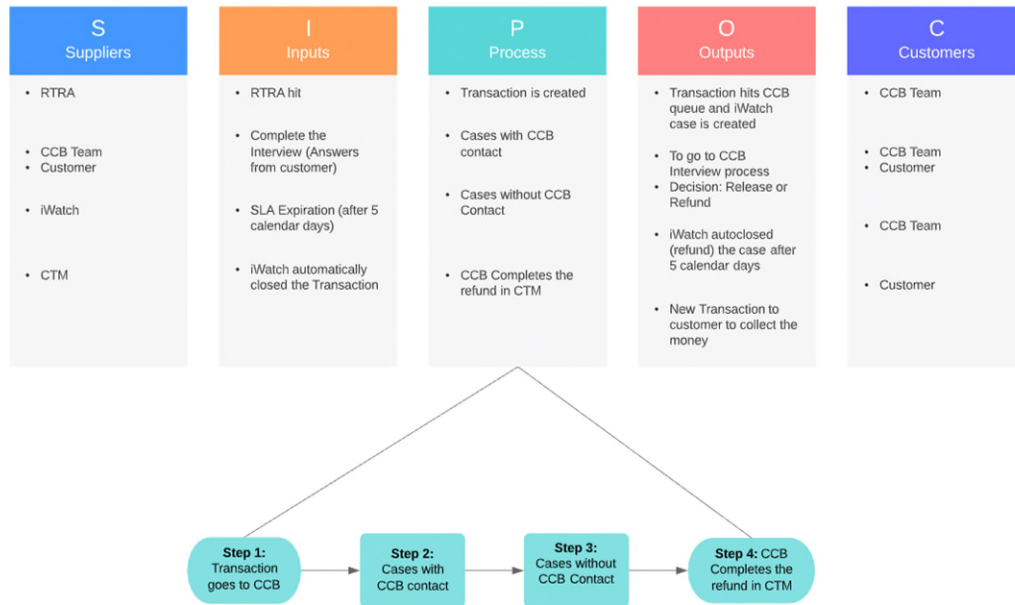 S
Suppliers
• RTRA
• CCB Team
• Customer
• iWatch
• CTM
I
Inputs
• RTRA hit
• Complete the
Interview (Answers
from customer)
• SLA Expiration (after 5
calendar days)
• iWatch automatically
closed the Transaction
P
Process
• Transaction is created
• Cases with CCB
contact
• Cases without CCB
Contact
• CCB Completes the
refund in CTM
O
Outputs
• Transaction hits CCB
queue and iWatch
case is created
• To go to CCB
Interview process
• Decision: Release or
Refund
• iWatch autoclosed
(refund) the case after
5 calendar days
• New Transaction to
customer to collect the
money
C
Customers
• CCB Team
• CCB Team
• Customer
• CCB Team
• Customer
Step 1:
Transaction
goes to CCB
Step 2:
Cases with
CCB contact
Step 3:
Cases without
CCB Contact
Step 4: CCB
Completes the
refund in CTM